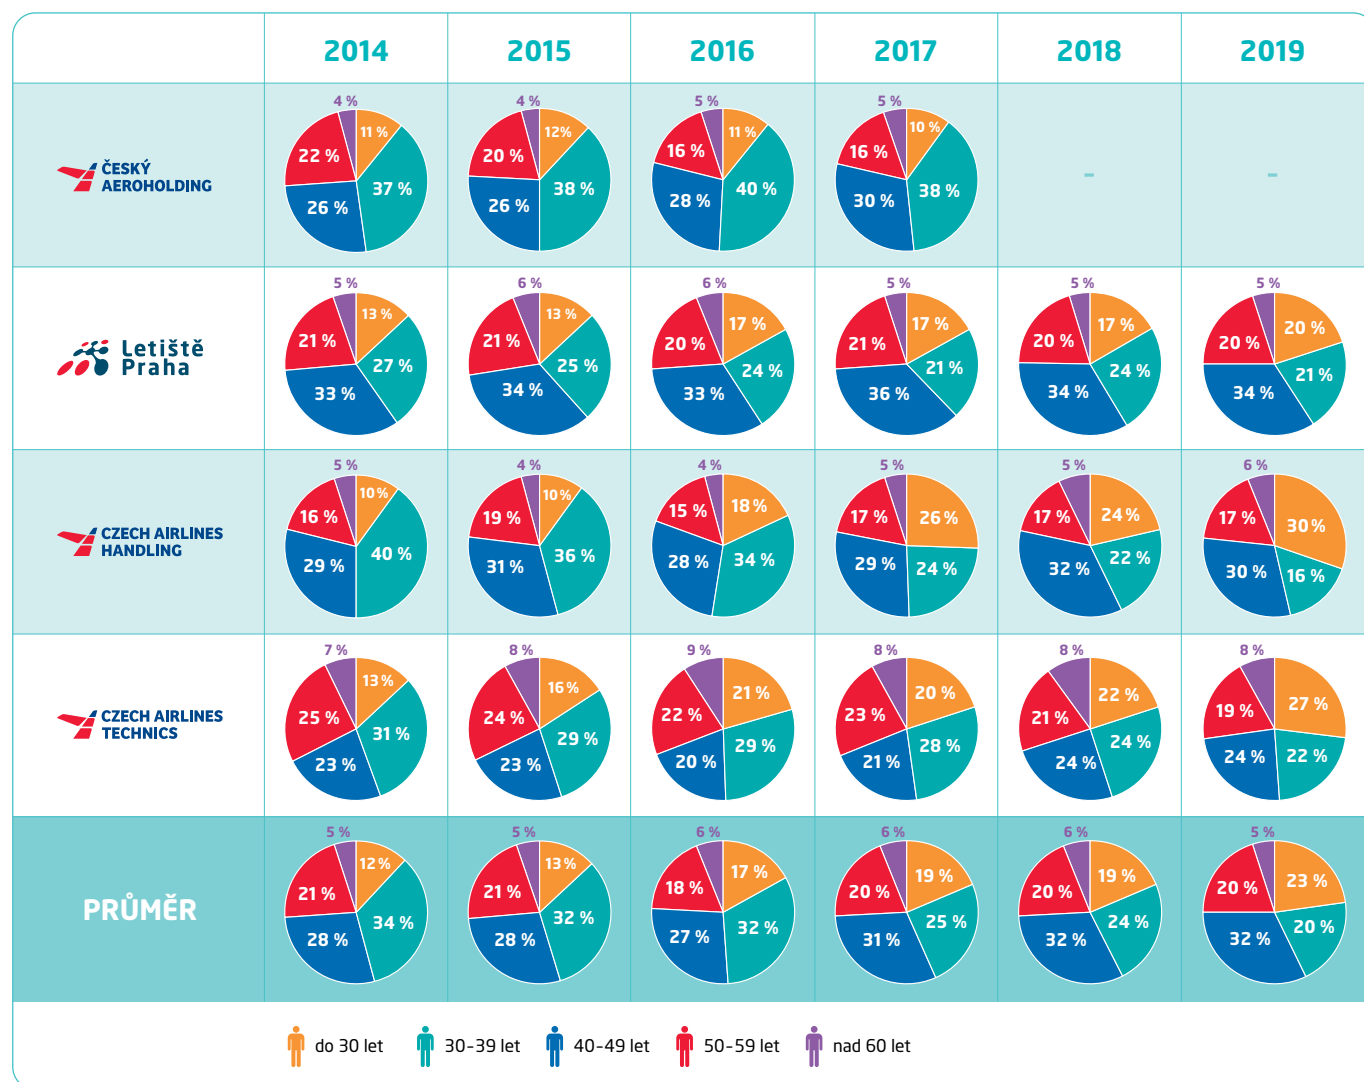 2014 2015 2016 2017 2018 2019
ČESKÝ
AEROHOLDING
4 % 11 % 37 % 26 % 22 %
4 % 12% 38 % 26 % 20 %
5 % 11 % 40 % 28 % 16 %
5 % 10 % 38 % 30 % 16 %
-
-
Letiště
Praha
5 % 13 % 27 % 33 % 21 %
6 % 13 % 25 % 34 % 21 %
6 % 17 % 24 % 33 % 20 %
5 % 17 % 21 % 36 % 21 %
5 % 17 % 24 % 34 % 20 %
5 % 20 % 21 % 34 % 20 %
CZECH AIRLINES
HANDLING
5 % 10 % 40 % 29 % 16 %
4 % 10 % 36 % 31 % 19 %
4 % 18 % 34 % 28 % 15 %
5 % 26 % 24 % 29 % 17 %
5 % 24 % 22 % 32 % 17 %
6 % 30 % 16 % 30 % 17 %
CZECH AIRLINES
TECHNICS
7 % 13 % 31 % 23 % 25 %
8 % 16 % 29 % 23 % 24 %
9 % 21 % 29 % 20 % 22 %
8 % 20 % 28 % 21 % 23 %
8 % 22 % 24 % 24 % 21 %
8 % 27 % 22 % 24 % 19 %
PRŮMĚR
5 % 12 % 34 % 28 % 21 %
5 % 13 % 32 % 28 % 21 %
6 % 17 % 32 % 27 % 18 %
6 % 19 % 25 % 31 % 20 %
6 % 19 % 24 % 32 % 20 %
5 % 23 % 20 % 32 % 20 %
do 30 let 30–39 let 40–49 let 50–59 let nad 60 let